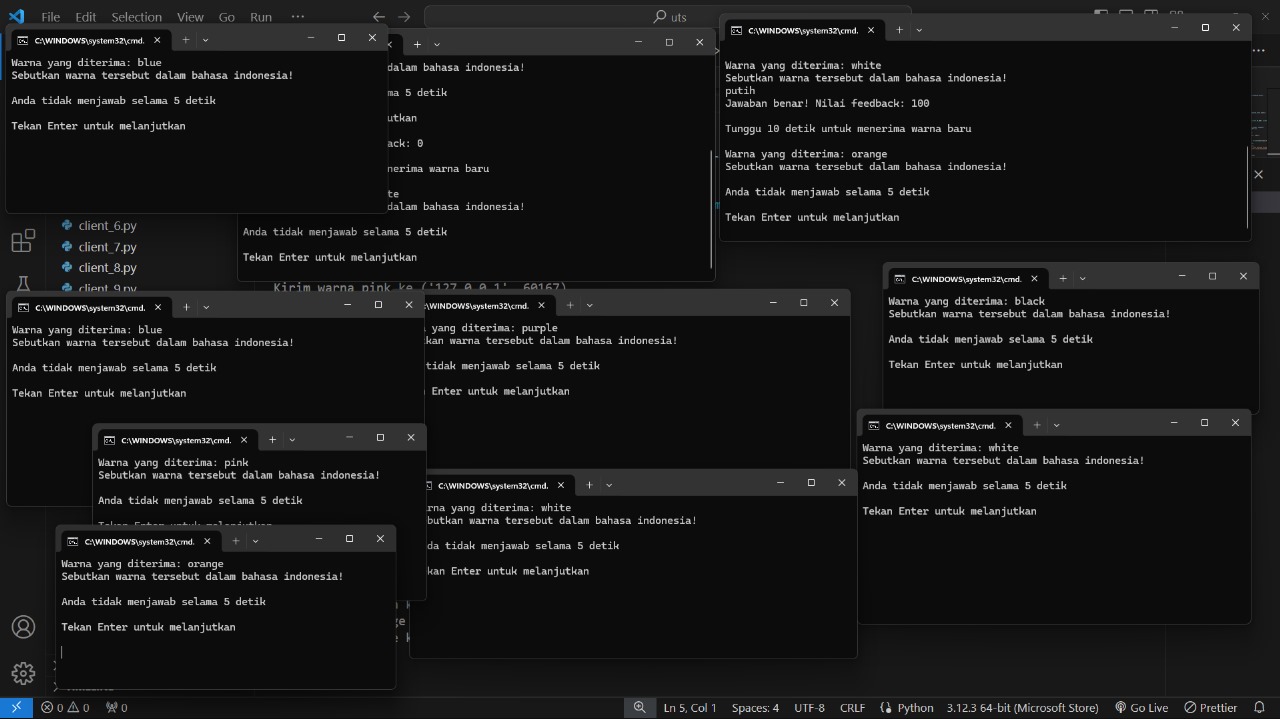 File Edit Selection View Go Run ...
uts
C:\WINDOWS\system32\cmd.
Warna yang diterima: blue
Sebutkan warna tersebut dalam bahasa indonesia!
Anda tidak menjawab selama 5 detik
Tekan Enter untuk melanjutkan
dalam bahasa indonesia!
5 detik
ack: 0
warna baru
dalam bahasa indonesia!
Anda tidak menjawab selama 5 detik
Tekan Enter untuk melanjutkan
C:\WINDOWS\system32\cmd.
Warna yang diterima: white
Sebutkan warna tersebut dalam bahasa indonesia!
putih
Jawaban benar! Nilai feedback: 100
Tunggu 10 detik untuk menerima warna baru
Warna yang diterima: orange
Sebutkan warna tersebut dalam bahasa indonesia!
Anda tidak menjawab selama 5 detik
Tekan Enter untuk melanjutkan
client_6.py
client_7.py
client_8.py
client_9.py
Kirim warna pink ke ('127.0.0.1', 60167)
C:\WINDOWS\system32\cmd.
Warna yang diterima: blue
Sebutkan warna tersebut dalam bahasa indonesia!
Anda tidak menjawab selama 5 detik
Tekan Enter untuk melanjutkan
:\WINDOWS\system32\cmd.
yang diterima: purple
warna tersebut dalam bahasa indonesia!
tidak menjawab selama 5 detik
Enter untuk melanjutkan
C:\WINDOWS\system32\cmd.
Warna yang diterima: black
Sebutkan warna tersebut dalam bahasa indonesia!
Anda tidak menjawab selama 5 detik
Tekan Enter untuk melanjutkan
C:\WINDOWS\system32\cmd.
Warna yang diterima: pink
Sebutkan warna tersebut dalam bahasa indonesia!
Anda tidak menjawab selama 5 detik
Tekan Enter untuk melanjutkan
C:\WINDOWS\system32\cmd.
yang diterima: white
warna tersebut dalam bahasa indonesia!
tidak menjawab selama 5 detik
Enter untuk melanjutkan
C:\WINDOWS\system32\cmd.
Warna yang diterima: white
Sebutkan warna tersebut dalam bahasa indonesia!
Anda tidak menjawab selama 5 detik
Tekan Enter untuk melanjutkan
C:\WINDOWS\system32\cmd.
Warna yang diterima: orange
Sebutkan warna tersebut dalam bahasa indonesia!
Anda tidak menjawab selama 5 detik
Tekan Enter untuk melanjutkan
0 0 0 Ln 5, Col 1 Spaces: 4 UTF-8 CRLF Python 3.12.3 64-bit (Microsoft Store) Go Live Prettier